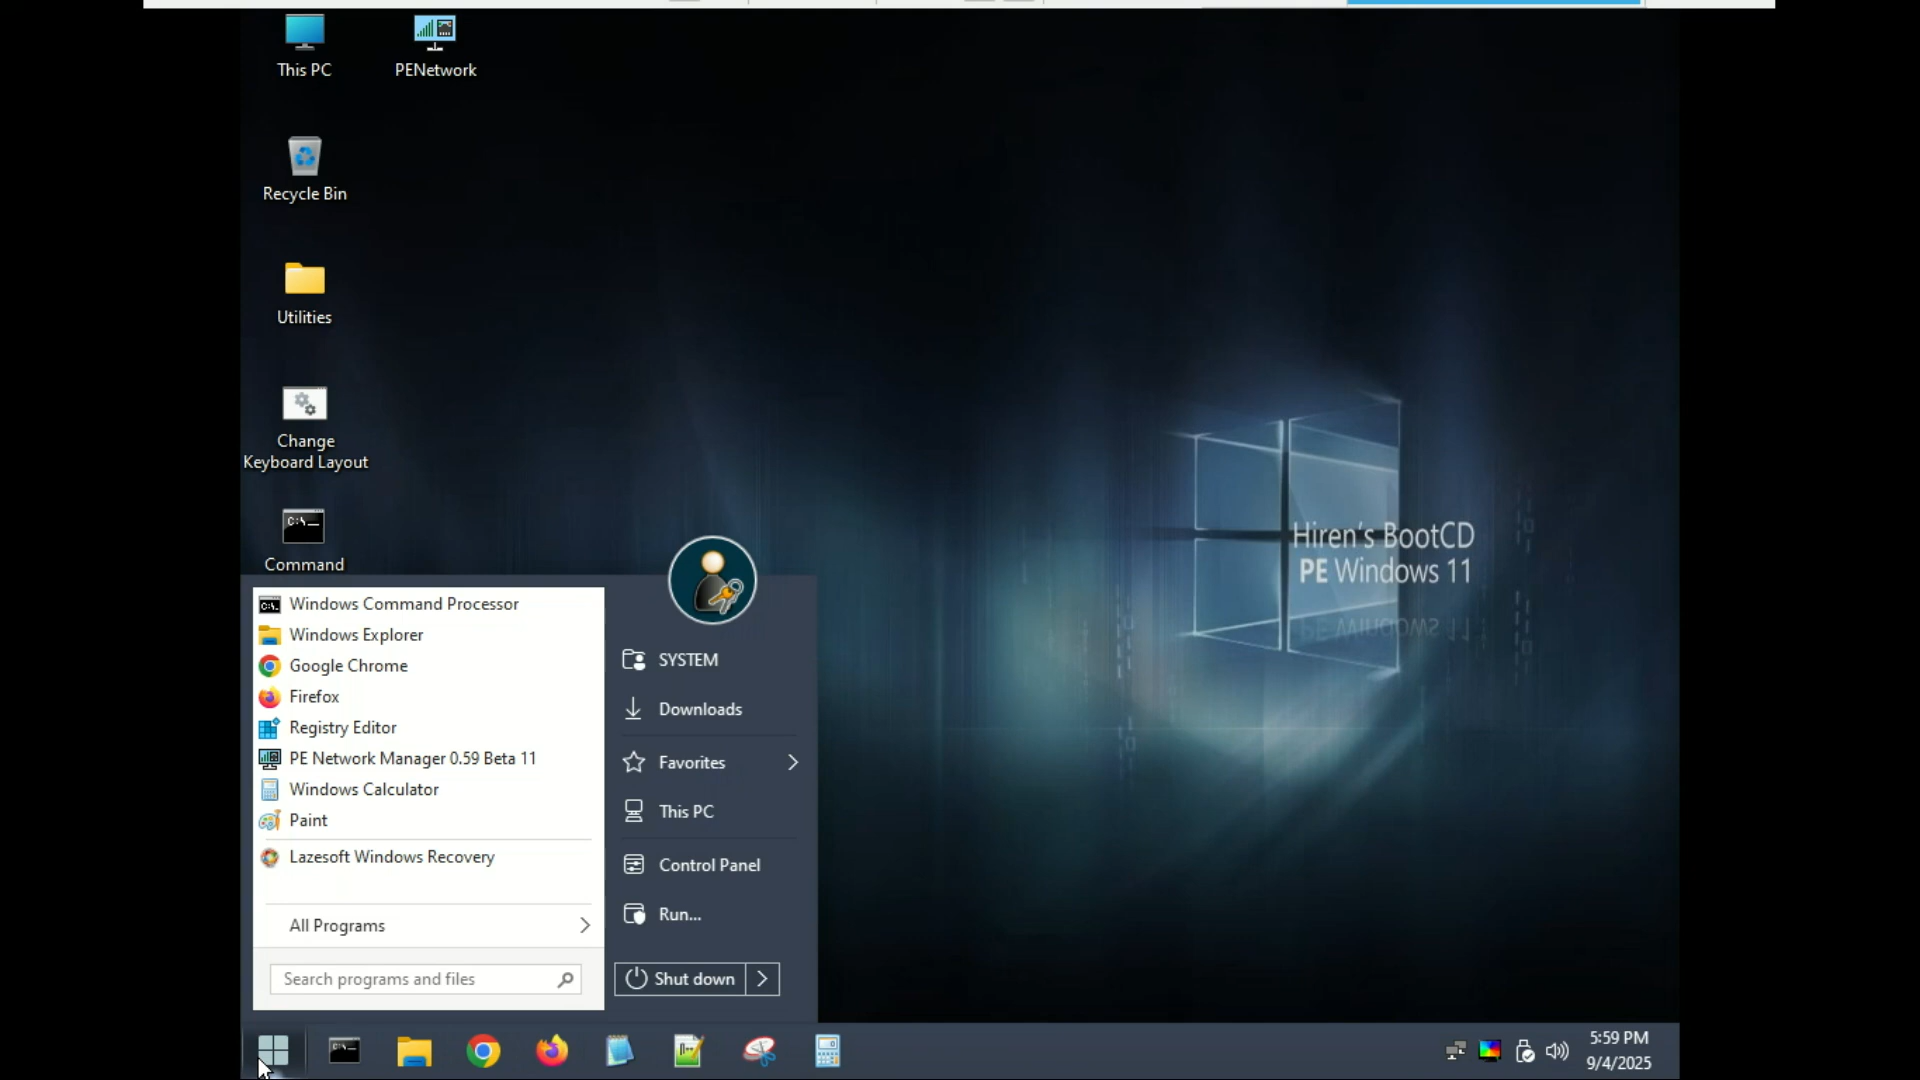 This PC
PENetwork
Recycle Bin
Utilities
Change
Keyboard Layout
Command
Hiren's BootCD
PE Windows 11
PE Windows 11
Windows Command Processor
Windows Explorer
Google Chrome
Firefox
Registry Editor
PE Network Manager 0.59 Beta 11
Windows Calculator
Paint
Lazesoft Windows Recovery
All Programs
Search programs and files
SYSTEM
Downloads
Favorites
This PC
Control Panel
Run...
Shut down
5:59 PM
9/4/2025